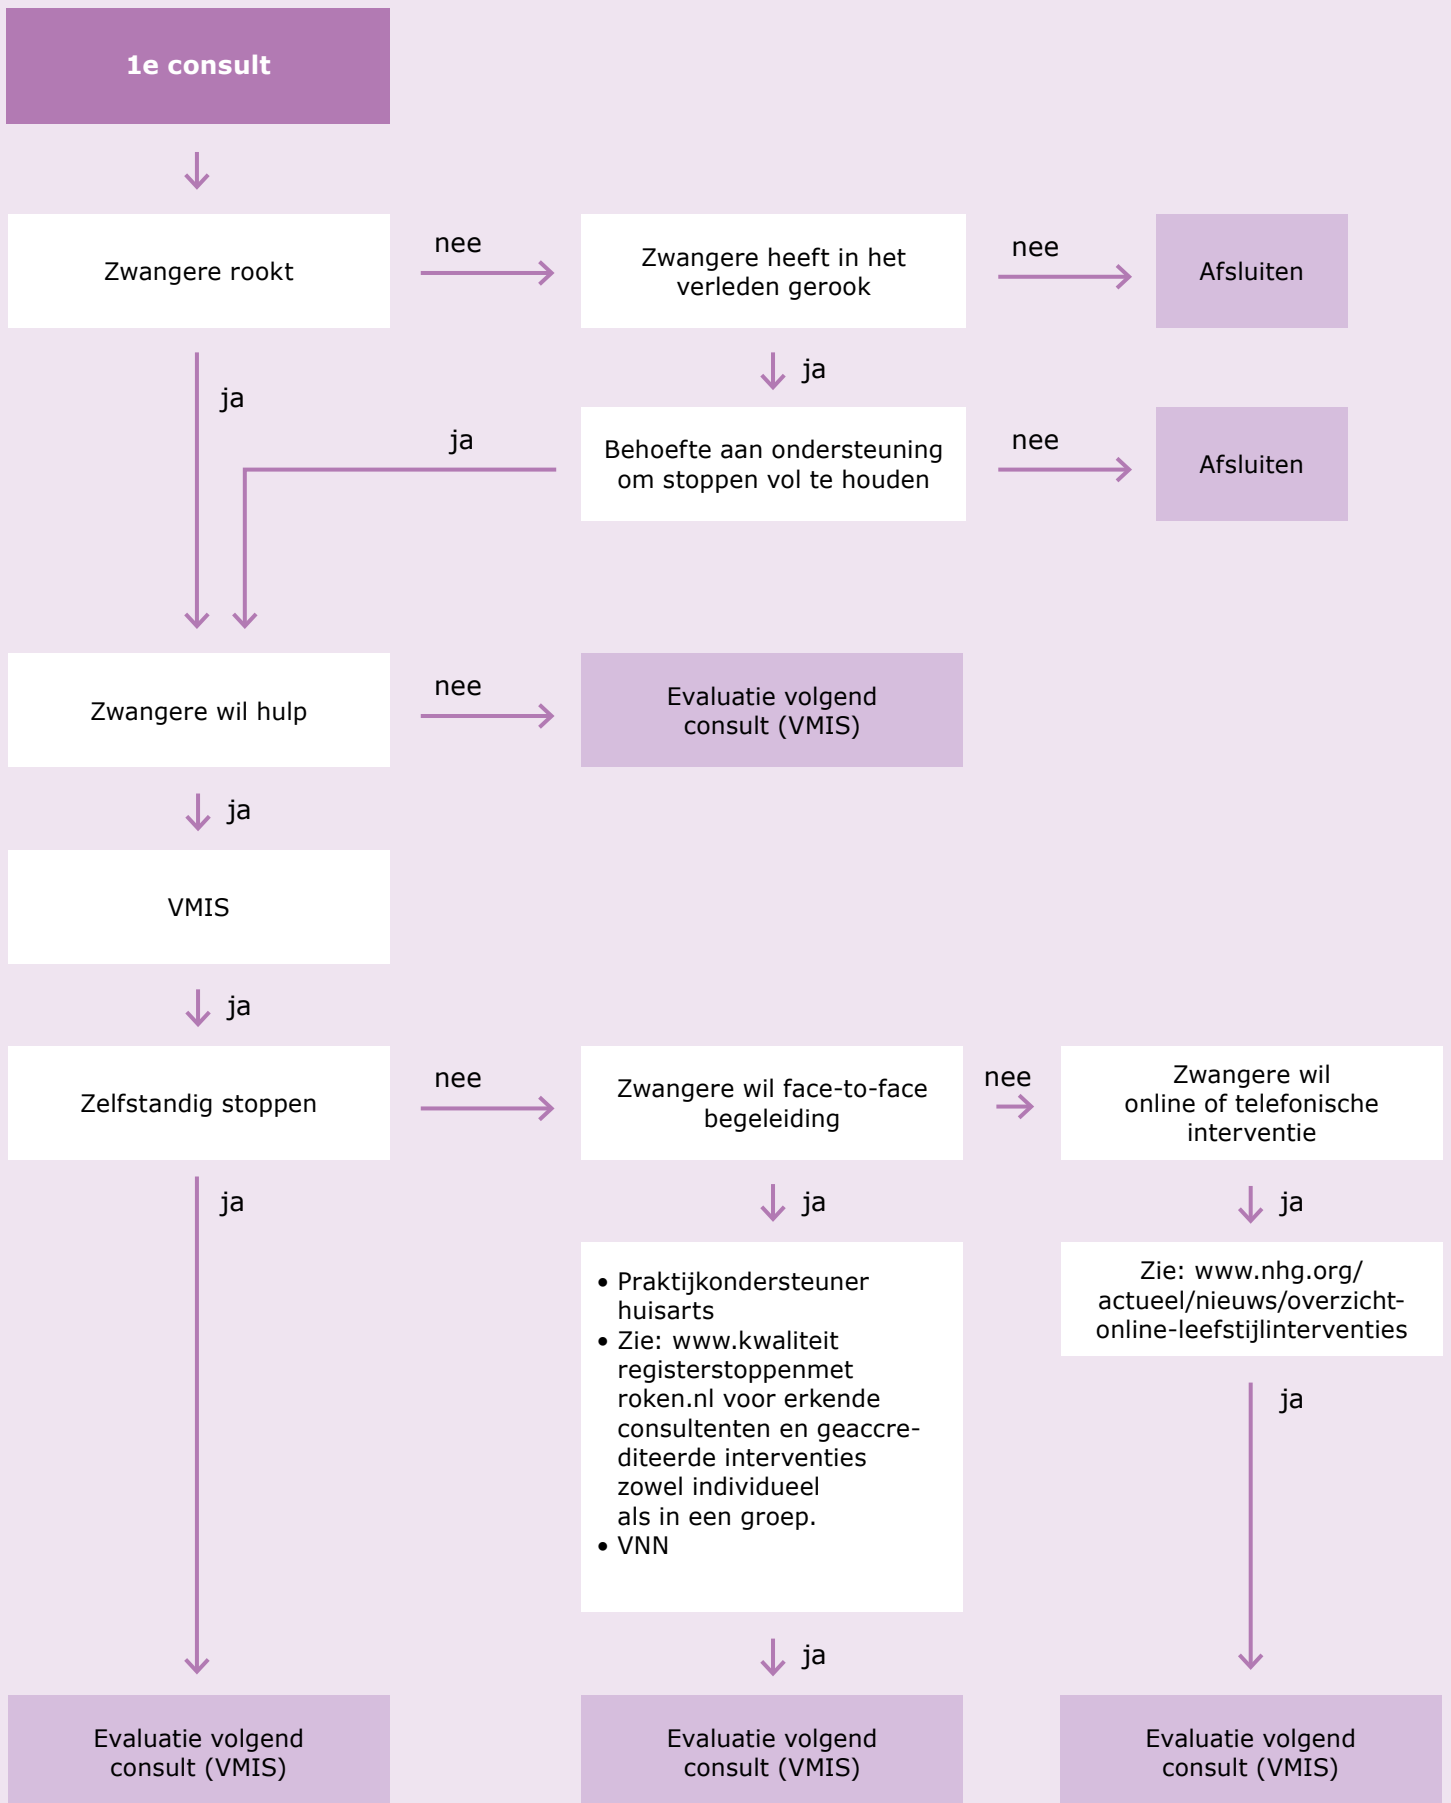 1e consult
Zwangere rookt
nee
Zwangere heeft in het
verleden gerook
nee
Afsluiten
ja
ja
Behoefte aan ondersteuning
om stoppen vol te houden
ja
nee
Afsluiten
Zwangere wil hulp
nee
Evaluatie volgend
consult (VMIS)
ja
VMIS
ja
Zelfstandig stoppen
nee
Zwangere wil face-to-face
begeleiding
nee
Zwangere wil
online of telefonische
interventie
ja
ja
ja
• Praktijkondersteuner
huisarts
• Zie: www.kwaliteit
registerstoppenmet
roken.nl voor erkende
consultenten en geaccre-
diteerde interventies
zowel individueel
als in een groep.
• VNN
Zie: www.nhg.org/
actueel/nieuws/overzicht-
online-leefstijlinterventies
ja
ja
Evaluatie volgend
consult (VMIS)
Evaluatie volgend
consult (VMIS)
Evaluatie volgend
consult (VMIS)